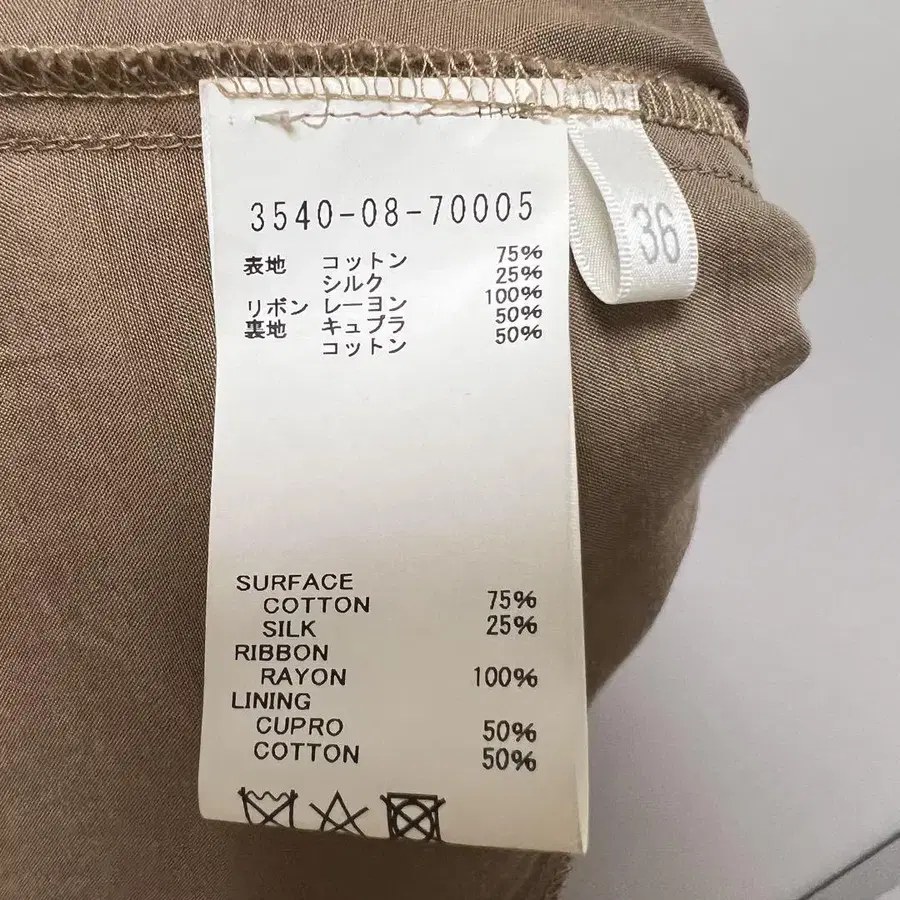 3540-08-70005
36
表地 コットン 75%
シルク 25%
リボン レーヨン 100%
裏地 キュプラ 50%
コットン 50%
SURFACE
COTTON 75%
SILK 25%
RIBBON
RAYON 100%
LINING
CUPRO 50%
COTTON 50%